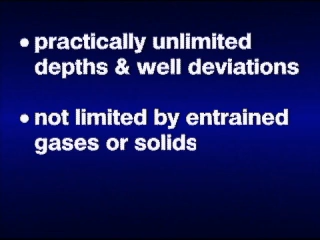 • practically unlimited
depths & well deviations
• not limited by entrained
gases or solids